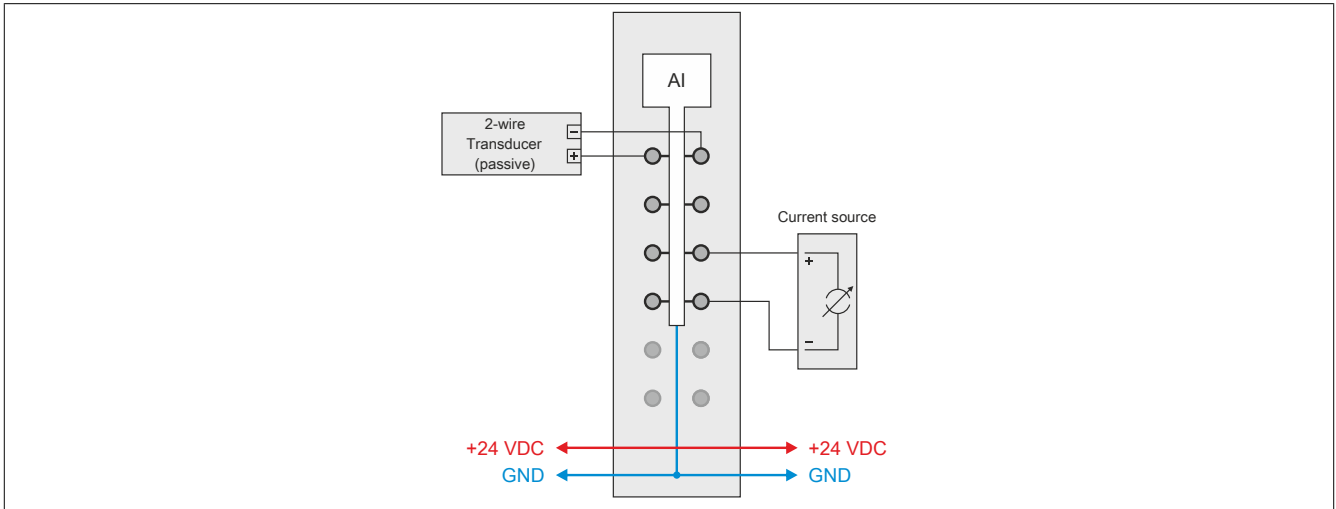 AI
2-wire
Transducer
(passive)
−
+
Current source
+
−
+24 VDC
+24 VDC
GND
GND